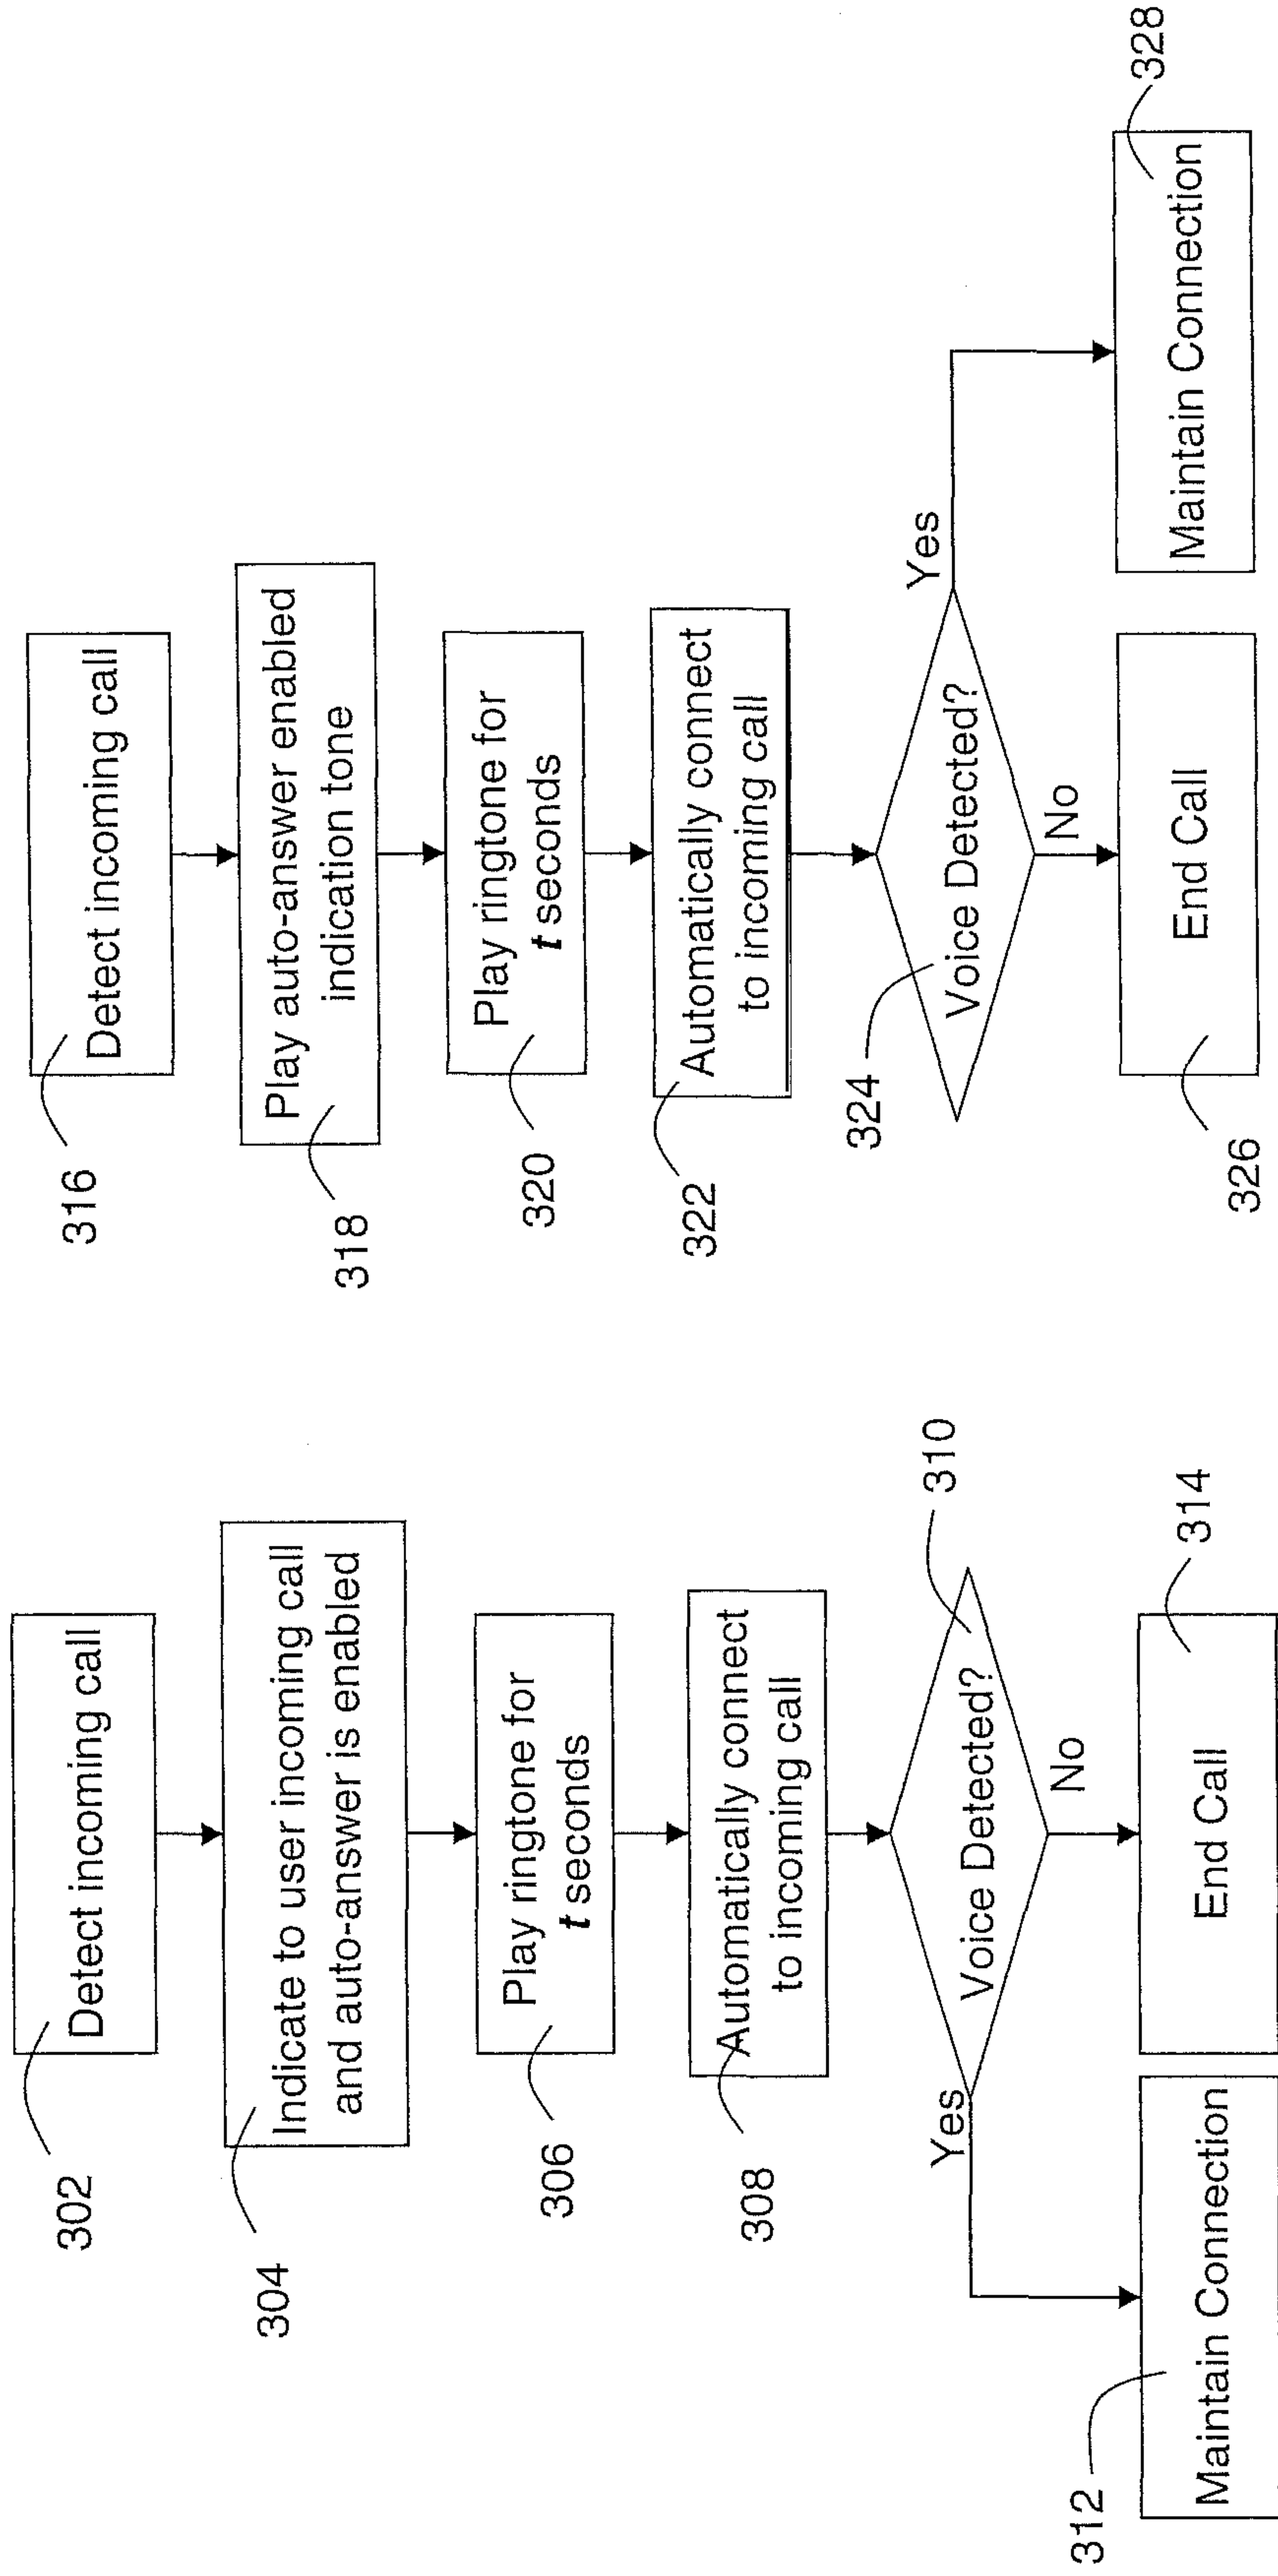 302
Detect incoming call
304
Indicate to user incoming call
and auto-answer is enabled
306
Play ringtone for
t seconds
308
Automatically connect
to incoming call
310
Voice Detected?
Yes
No
312
Maintain Connection
End Call
314
316
Detect incoming call
318
Play auto-answer enabled
indication tone
320
Play ringtone for
t seconds
322
Automatically connect
to incoming call
324
Voice Detected?
Yes
No
326
End Call
Maintain Connection
328